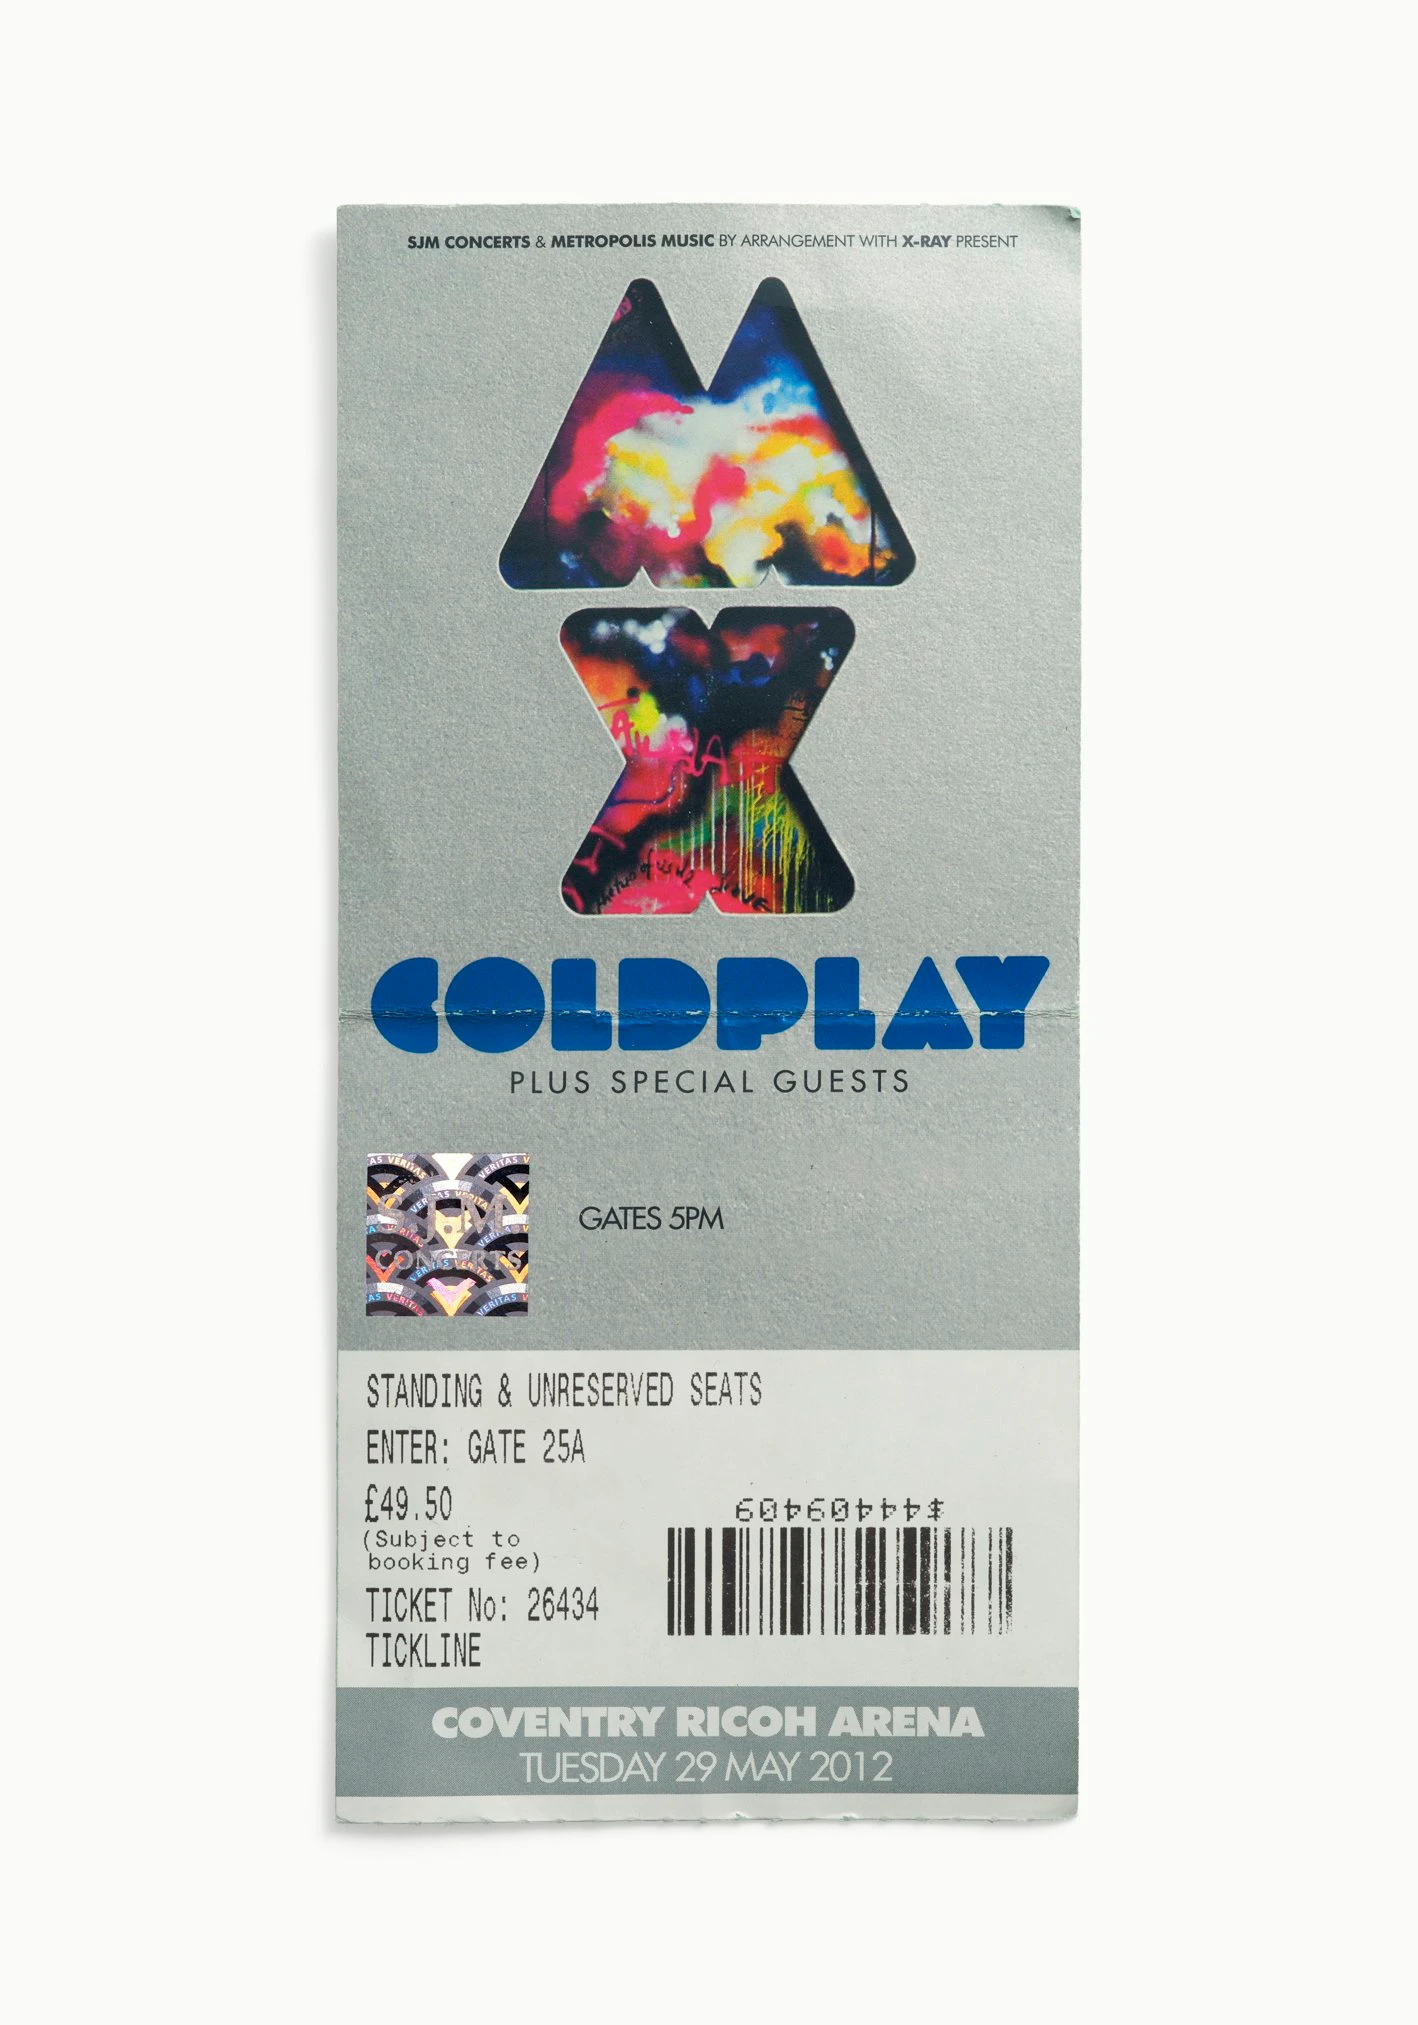 SJM CONCERTS & METROPOLIS MUSIC BY ARRANGEMENT WITH X-RAY PRESENT
M
X
COLDPLAY
PLUS SPECIAL GUESTS
S.J.M
CONCERTS
VERITAS
GATES 5PM
STANDING & UNRESERVED SEATS
ENTER: GATE 25A
£49.50
(Subject to
booking fee)
TICKET No: 26434
TICKLINE
COVENTRY RICOH ARENA
TUESDAY 29 MAY 2012